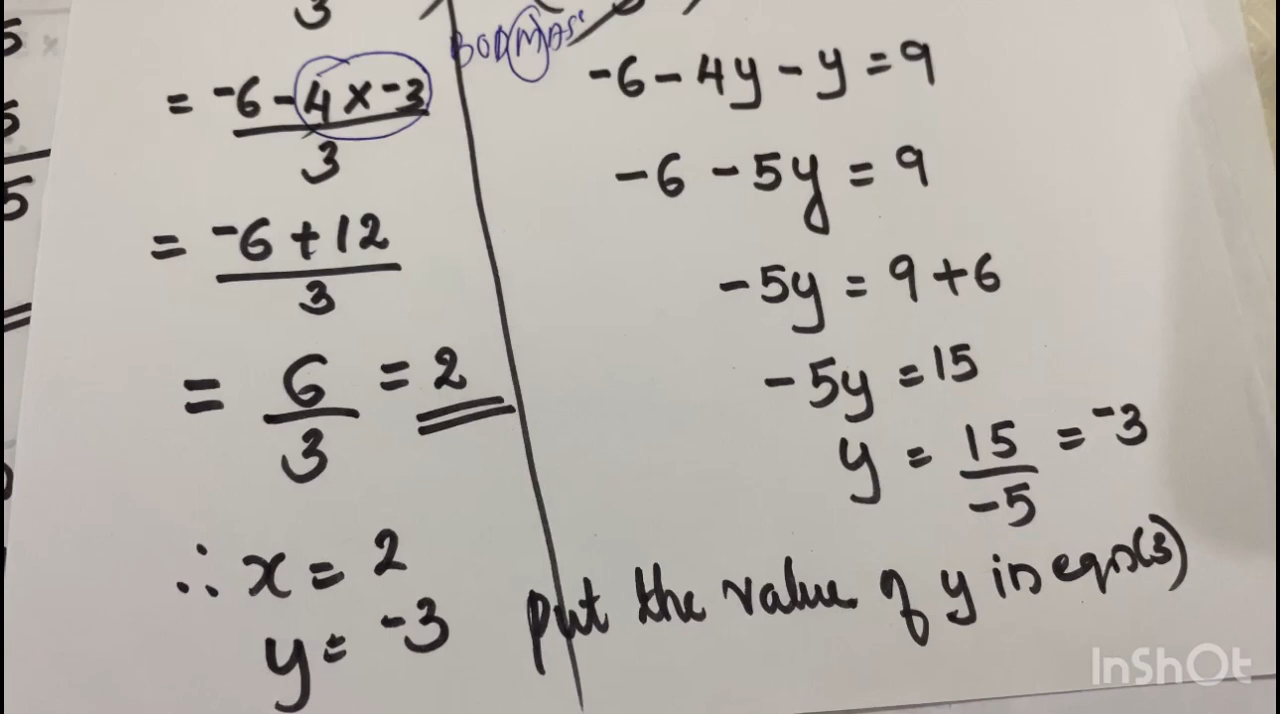 3
= -6 - 4 x -3
3
= -6 + 12
3
= 6 = 2
3
∴ x = 2
y = -3
BODMAS
-6 - 4y - y = 9
-6 - 5y = 9
-5y = 9 + 6
-5y = 15
y = 15 = -3
-5
put the value of y in eqn(3)
InShOt